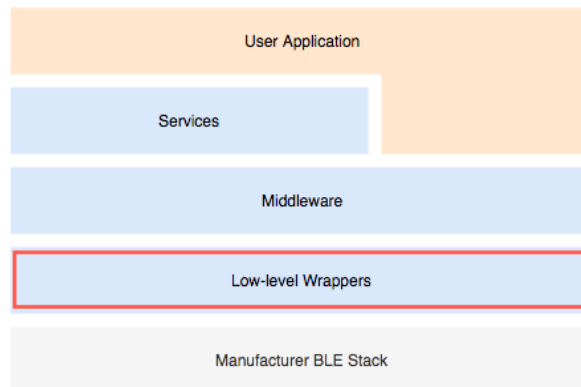 User Application
Services
Middleware
Low-level Wrappers
Manufacturer BLE Stack